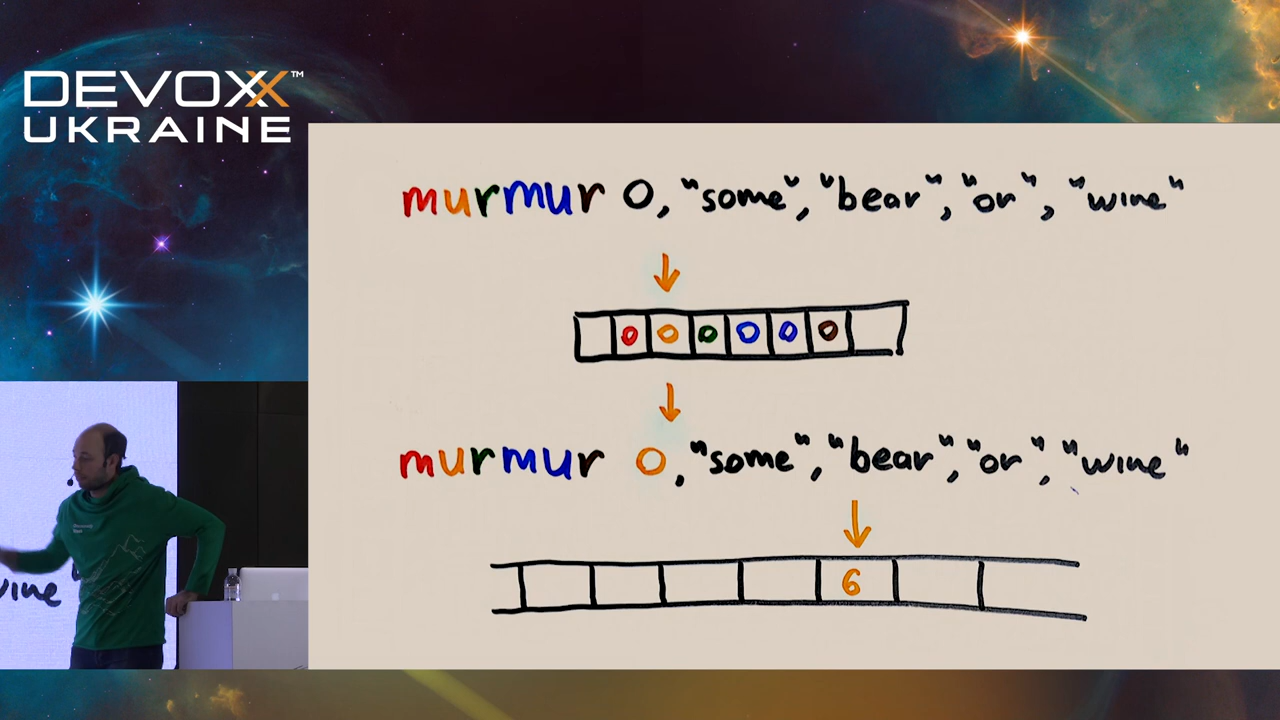 DEVOXX™
UKRAINE
murmur 0, "some", "bear", "or", "wine"
0 0 0 0 0 0
murmur 0, "some", "bear", "or", "wine"
6
wine